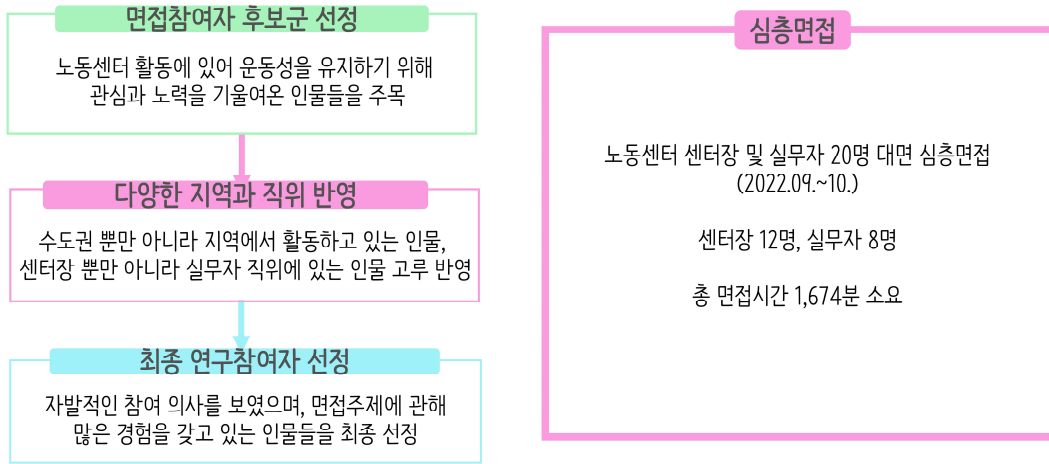 면접참여자 후보군 선정
노동센터 활동에 있어 운동성을 유지하기 위해
관심과 노력을 기울여온 인물들을 주목
다양한 지역과 직위 반영
수도권 뿐만 아니라 지역에서 활동하고 있는 인물,
센터장 뿐만 아니라 실무자 직위에 있는 인물 고루 반영
최종 연구참여자 선정
자발적인 참여 의사를 보였으며, 면접주제에 관해
많은 경험을 갖고 있는 인물들을 최종 선정
심층면접
노동센터 센터장 및 실무자 20명 대면 심층면접
(2022.09.~10.)
센터장 12명, 실무자 8명
총 면접시간 1,674분 소요